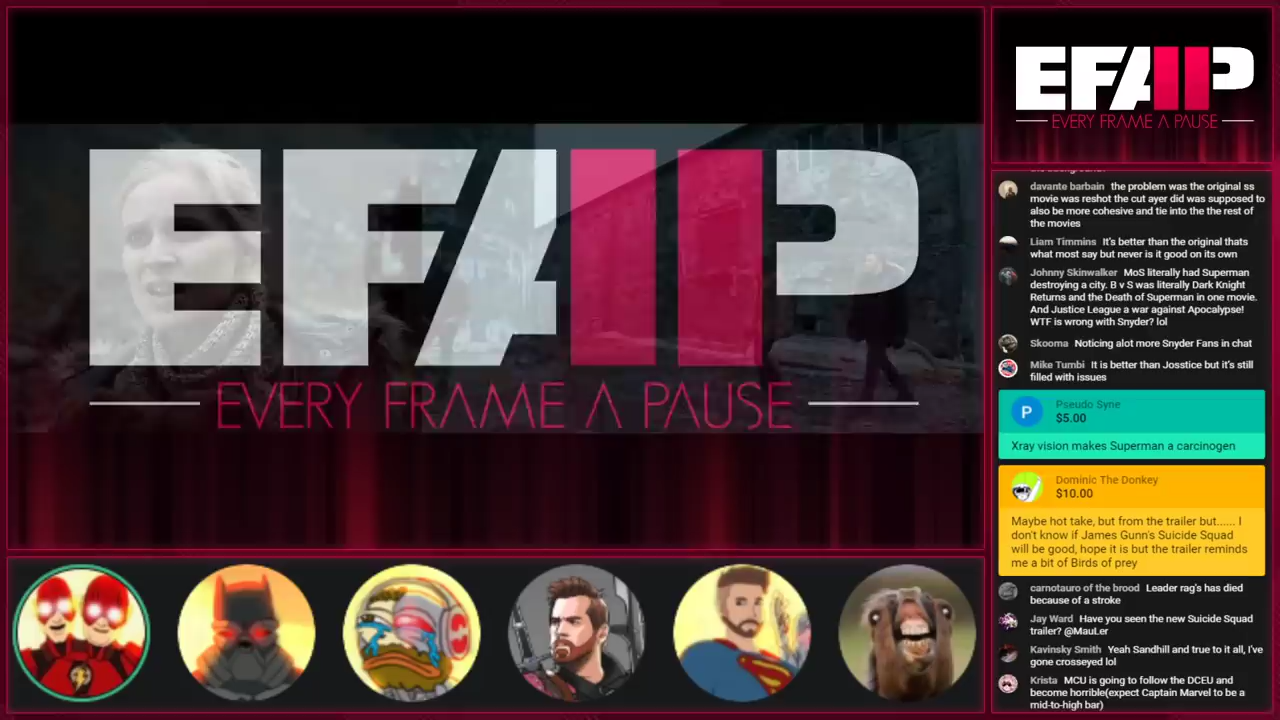 EFAP
EVERY FRAME A PAUSE
EFAP
EVERY FRAME A PAUSE
davante barbain the problem was the original ss
movie was reshot the cut ayer did was supposed to
also be more cohesive and tie into the the rest of
the movies
Liam Timmins It's better than the original thats
what most say but never is it good on its own
Johnny Skinwalker MoS literally had Superman
destroying a city. B v S was literally Dark Knight
Returns and the Death of Superman in one movie.
And Justice League a war against Apocalypse!
WTF is wrong with Snyder? lol
Skooma Noticing alot more Snyder Fans in chat
Mike Tumbi It is better than Josstice but it's still
filled with issues
P
Pseudo Syne
$5.00
Xray vision makes Superman a carcinogen
Dominic The Donkey
$10.00
Maybe hot take, but from the trailer but...... I
don't know if James Gunn's Suicide Squad
will be good, hope it is but the trailer reminds
me a bit of Birds of prey
carnotauro of the brood Leader rag's has died
because of a stroke
Jay Ward Have you seen the new Suicide Squad
trailer? @MauLer
Kavinsky Smith Yeah Sandhill and true to it all, I've
gone crosseyed lol
Krista MCU is going to follow the DCEU and
become horrible(expect Captain Marvel to be a
mid-to-high bar)